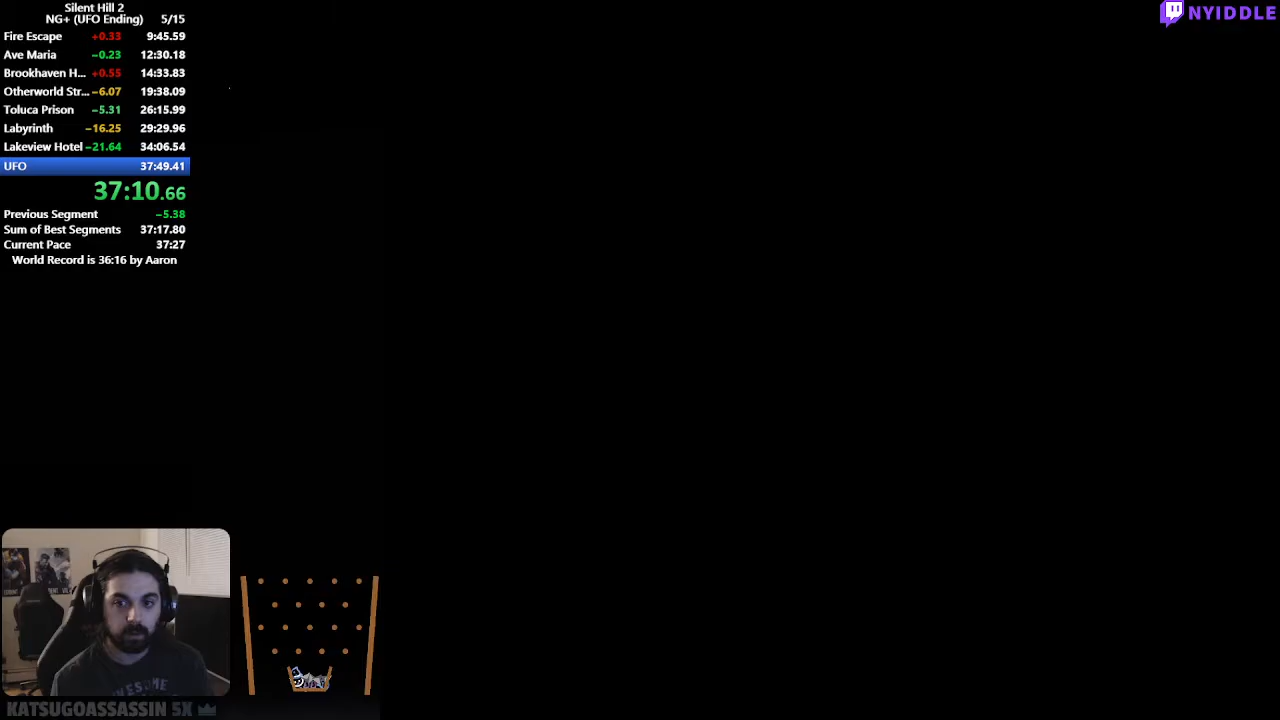 Silent Hill 2
NG+ (UFO Ending) 5/15
Fire Escape +0.33 9:45.59
Ave Maria −0.23 12:30.18
Brookhaven H... +0.55 14:33.83
Otherworld Str... −6.07 19:38.09
Toluca Prison −5.31 26:15.99
Labyrinth −16.25 29:29.96
Lakeview Hotel −21.64 34:06.54
UFO 37:49.41
37:10.66
Previous Segment −5.38
Sum of Best Segments 37:17.80
Current Pace 37:27
World Record is 36:16 by Aaron
NYIDDLE
AWESOME
KATSUGOASSASSIN 5X